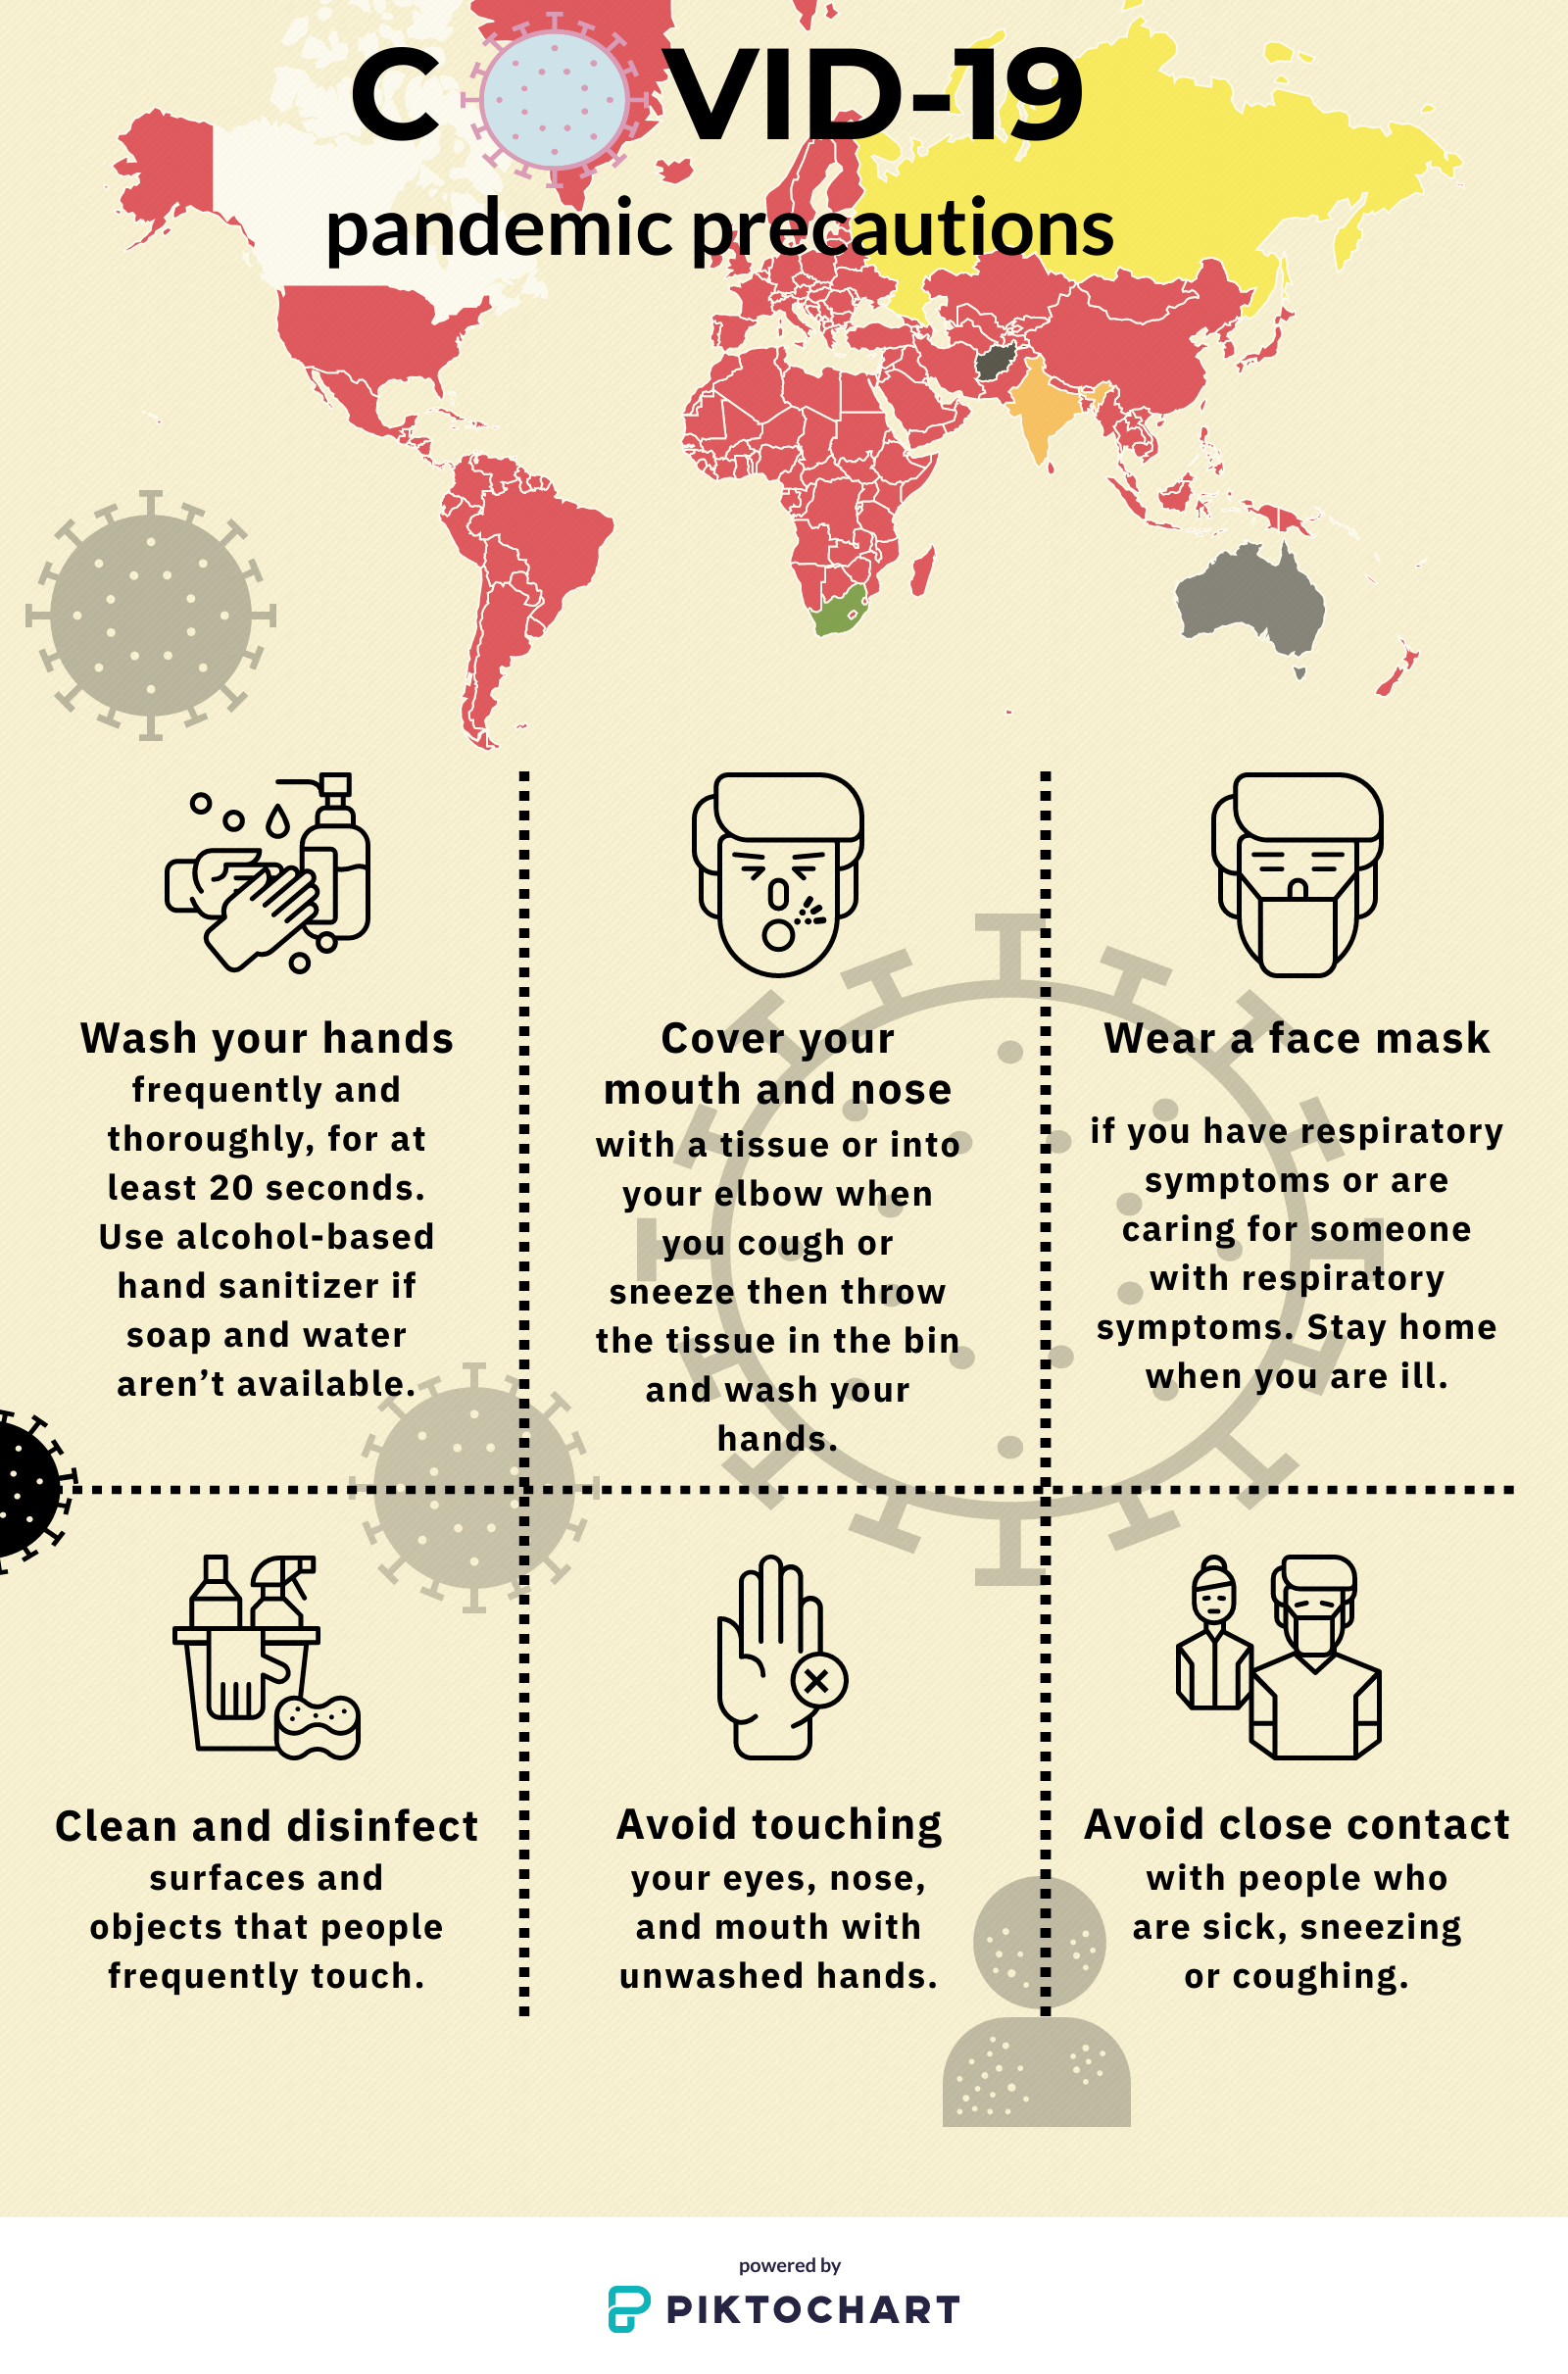 C VID-19
pandemic precautions
Wash your hands
frequently and
thoroughly, for at
least 20 seconds.
Use alcohol-based
hand sanitizer if
soap and water
aren’t available.
Cover your
mouth and nose
with a tissue or into
your elbow when
you cough or
sneeze then throw
the tissue in the bin
and wash your
hands.
Wear a face mask
if you have respiratory
symptoms or are
caring for someone
with respiratory
symptoms. Stay home
when you are ill.
Clean and disinfect
surfaces and
objects that people
frequently touch.
Avoid touching
your eyes, nose,
and mouth with
unwashed hands.
Avoid close contact
with people who
are sick, sneezing
or coughing.
powered by
PIKTOCHART